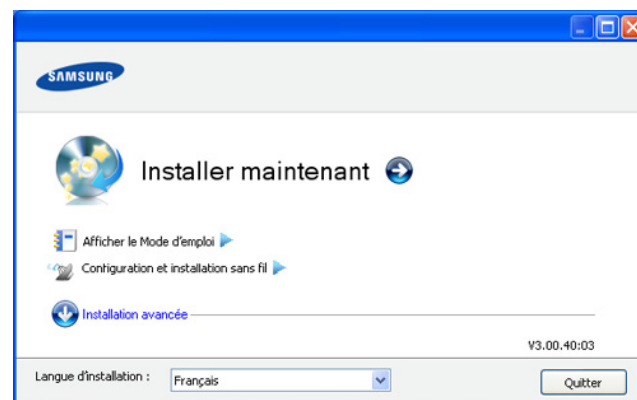 SAMSUNG
Installer maintenant
Afficher le Mode d'emploi
Configuration et installation sans fil
Installation avancée
V3.00.40:03
Langue d'installation : Français
Quitter